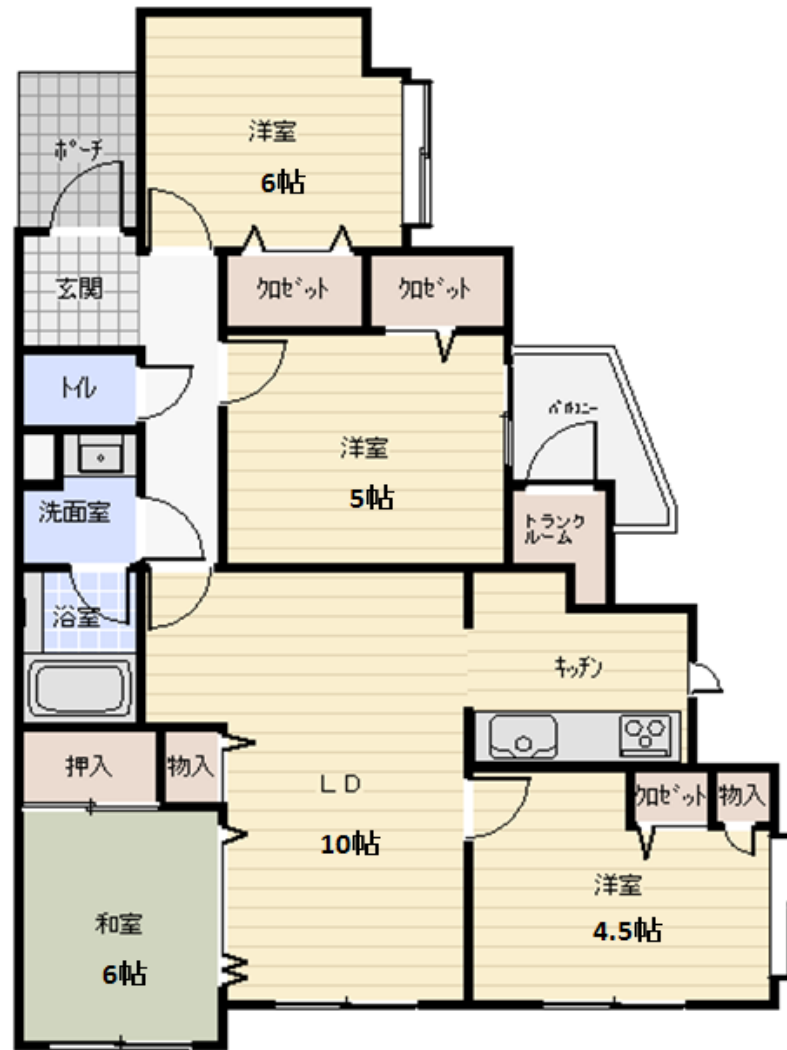 洋室
6帖
ポーチ
玄関
クロゼット
クロゼット
トイレ
洋室
5帖
バルコニー
洗面室
トランク
ルーム
浴室
キッチン
押入
物入
LD
10帖
クロゼット
物入
洋室
4.5帖
和室
6帖